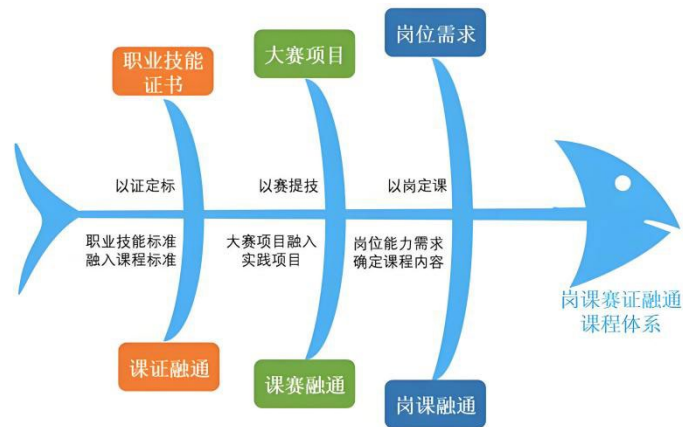 职业技能
证书
大赛项目
岗位需求
以证定标
以赛提技
以岗定课
职业技能标准
融入课程标准
大赛项目融入
实践项目
岗位能力需求
确定课程内容
岗课赛证融通
课程体系
课证融通
课赛融通
岗课融通